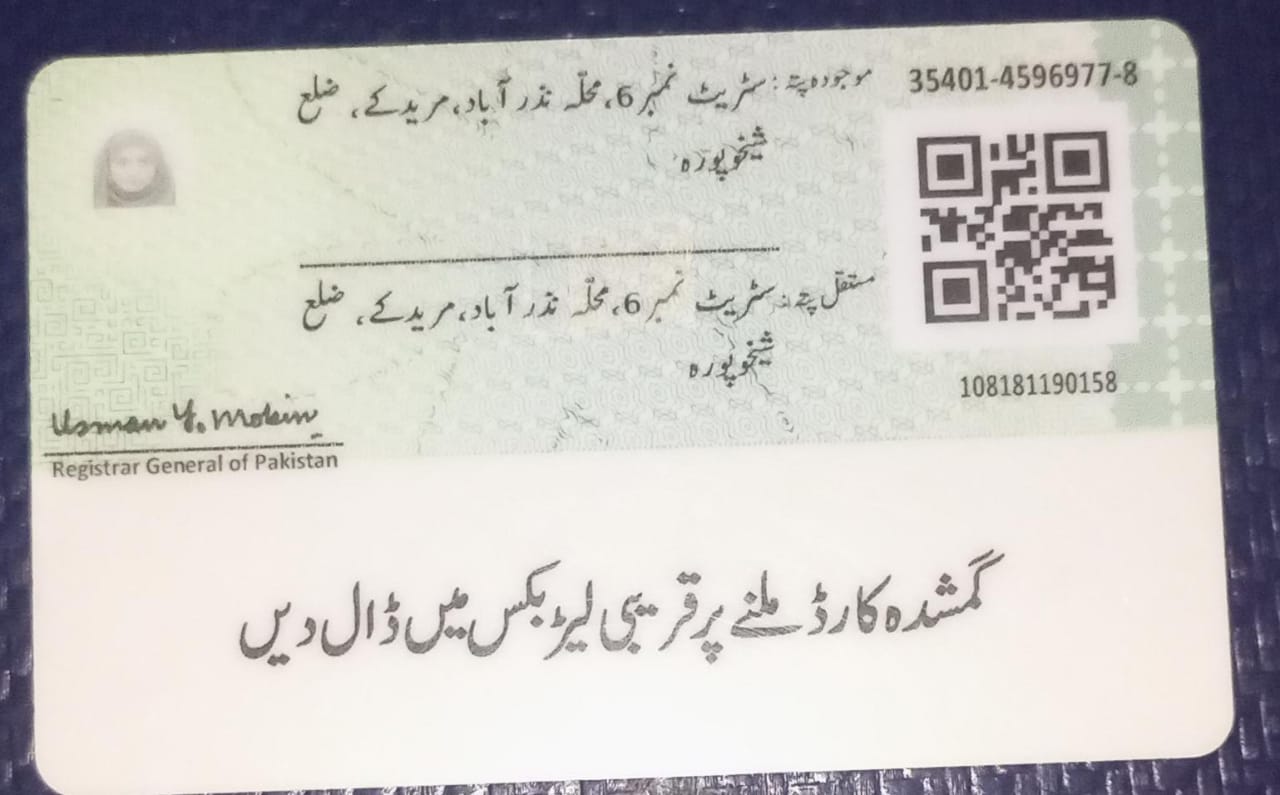 موجودہ پتہ: سٹریٹ نمبر 6، محلّہ نذر آباد، مریدکے، ضلع
شیخوپورہ
35401-4596977-8
مستقل پتہ: سٹریٹ نمبر 6، محلّہ نذر آباد، مریدکے، ضلع
شیخوپورہ
108181190158
Usman Y. Mobin
Registrar General of Pakistan
گمشدہ کارڈ ملنے پر قریبی لیٹر بکس میں ڈال دیں